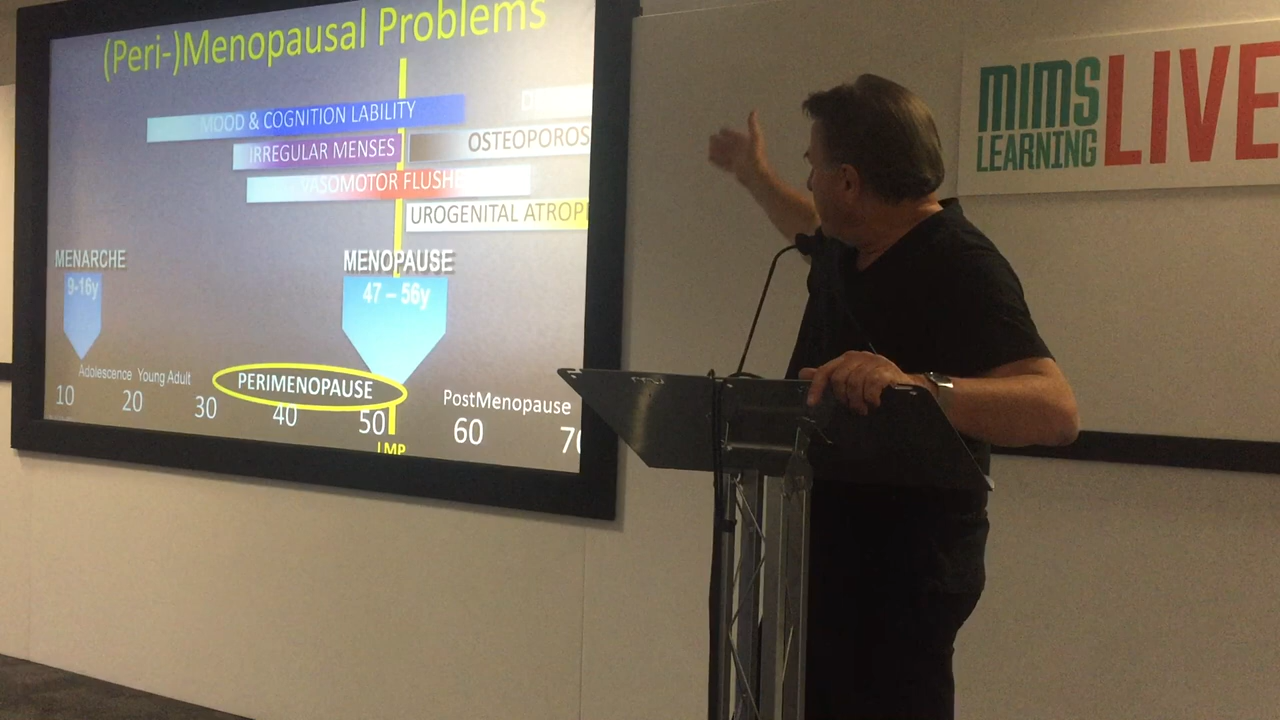 (Peri-)Menopausal Problems
MOOD & COGNITION LABILITY
IRREGULAR MENSES
OSTEOPOROS
VASOMOTOR FLUSHE
UROGENITAL ATROP
MENARCHE
9-16y
MENOPAUSE
47 – 56y
Adolescence Young Adult
PERIMENOPAUSE
PostMenopause
10 20 30 40 50 60 70
LMP
MIMS
LEARNING
LIVE